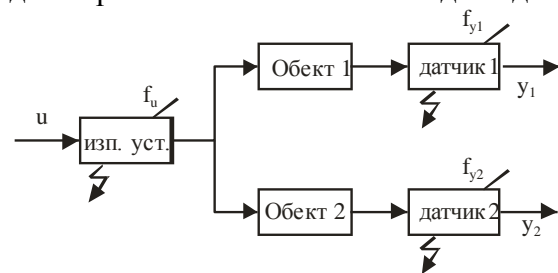 f_y1
Обект 1
датчик 1
y_1
f_u
u
изп. уст.
f_y2
Обект 2
датчик 2
y_2